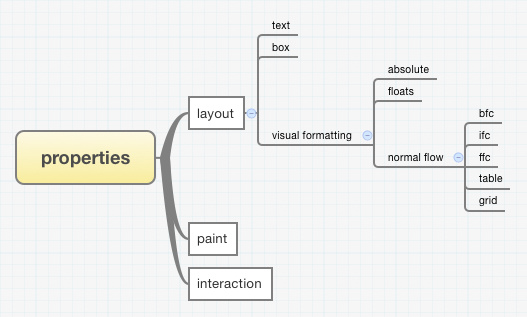 properties
layout
text
box
visual formatting
absolute
floats
normal flow
bfc
ifc
ffc
table
grid
paint
interaction